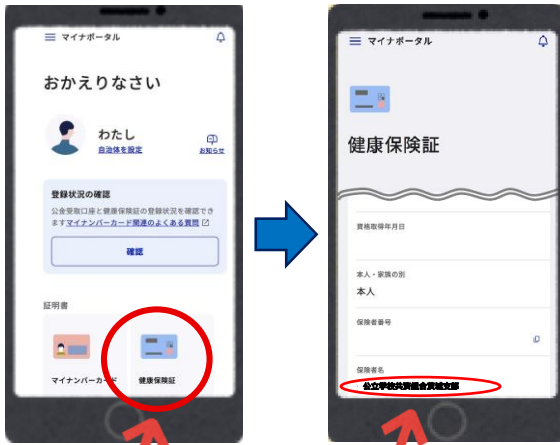 マイナポータル
おかえりなさい
わたし
自治体を設定
お知らせ
登録状況の確認
公金受取口座と健康保険証の登録状況を確認でき
ますマイナンバーカード関連のよくある質問
確認
証明書
マイナンバーカード
健康保険証
マイナポータル
健康保険証
資格取得年月日
本人・家族の別
本人
保険者番号
保険者名
公立学校共済組合茨城支部